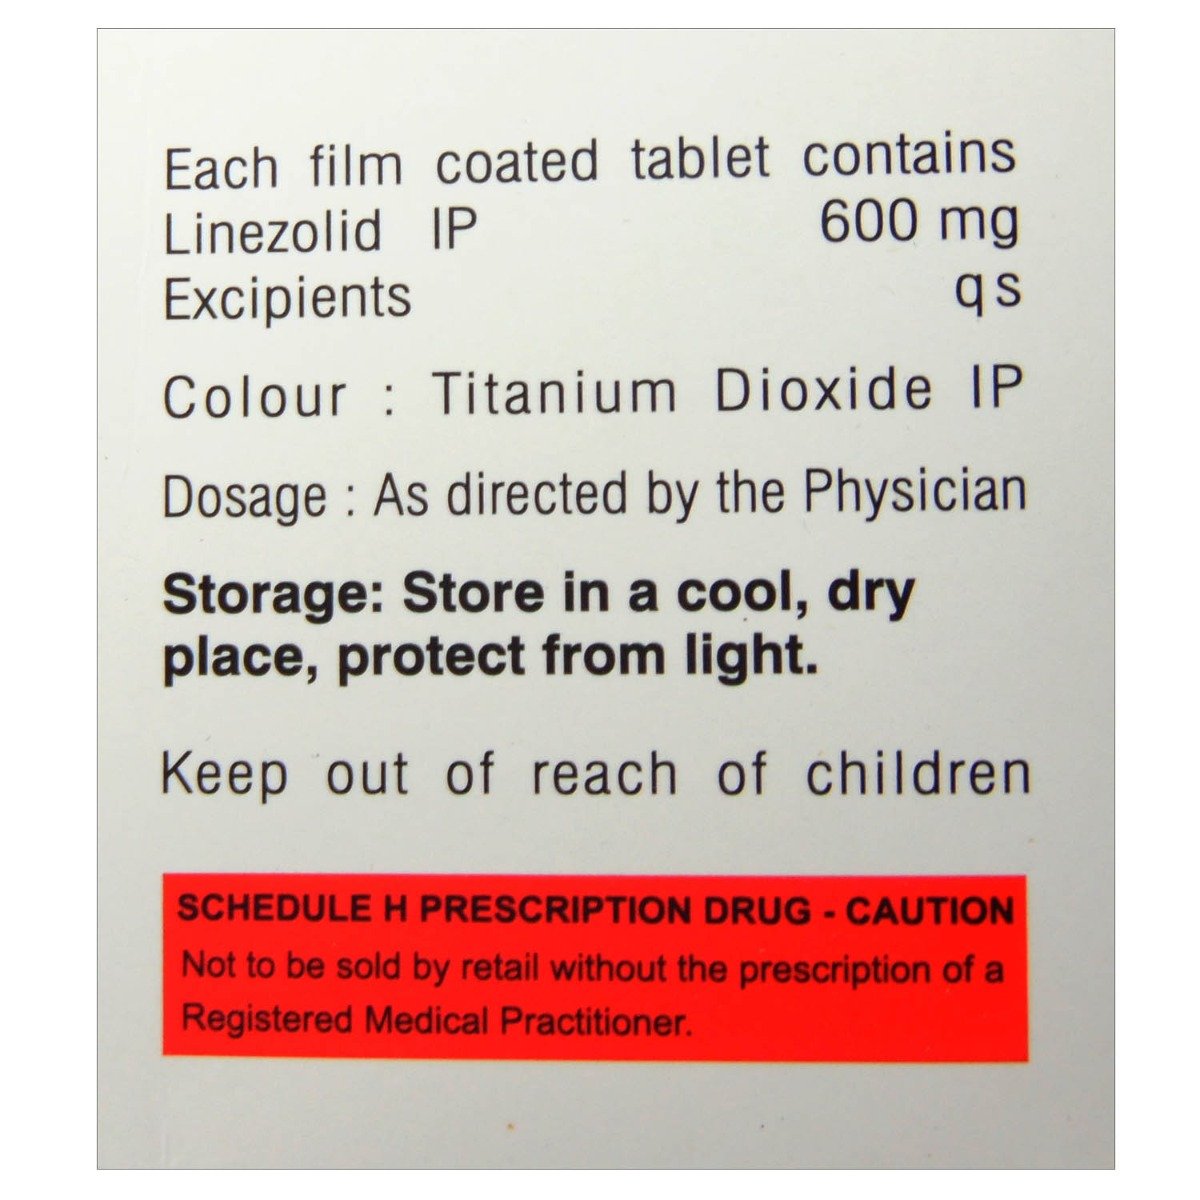 Each film coated tablet contains
Linezolid IP 600 mg
Excipients qs
Colour : Titanium Dioxide IP
Dosage : As directed by the Physician
Storage: Store in a cool, dry
place, protect from light.
Keep out of reach of children
SCHEDULE H PRESCRIPTION DRUG - CAUTION
Not to be sold by retail without the prescription of a
Registered Medical Practitioner.